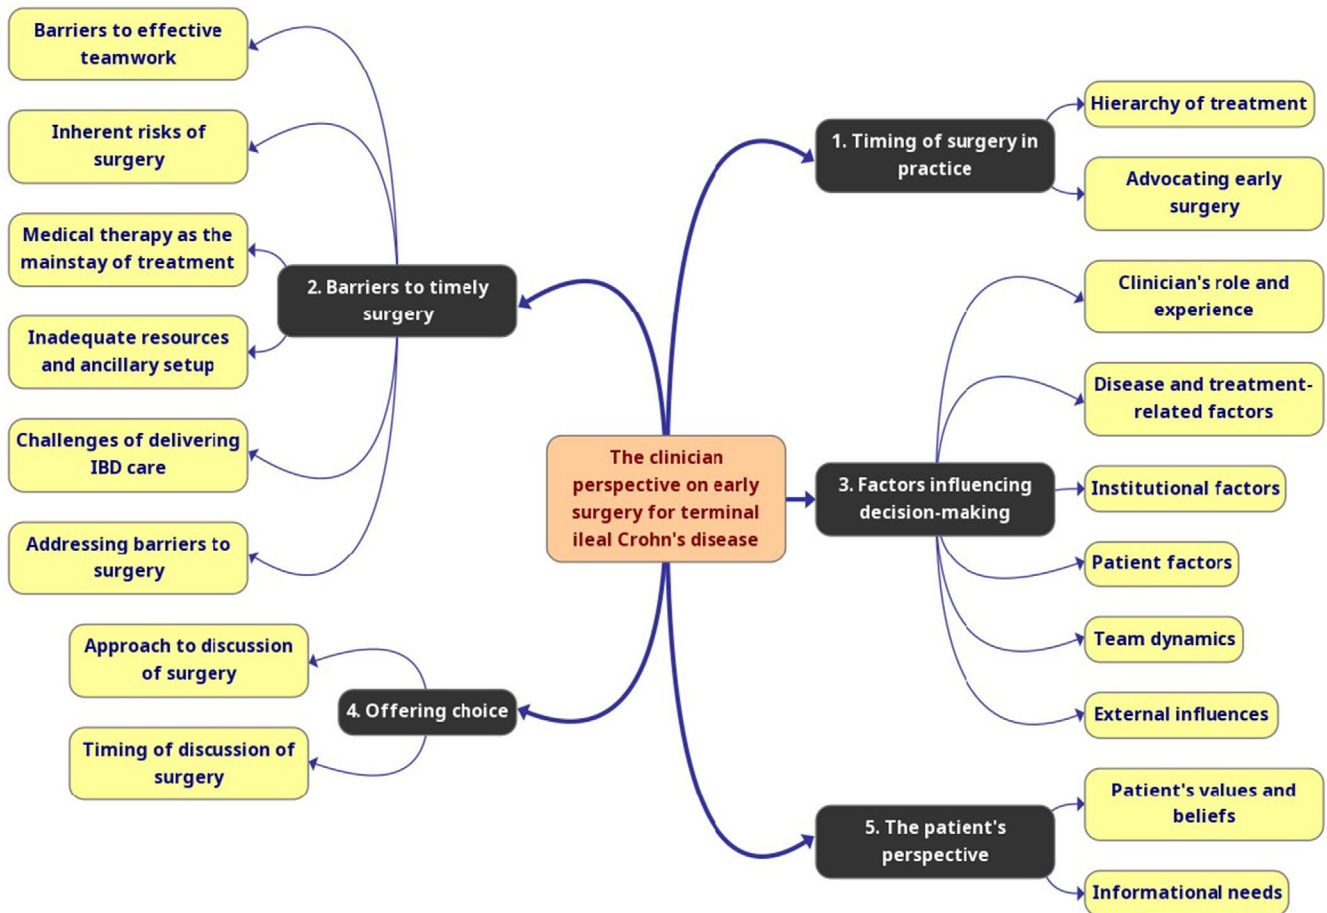 The clinician
perspective on early
surgery for terminal
ileal Crohn's disease
1. Timing of surgery in
practice
Hierarchy of treatment
Advocating early
surgery
2. Barriers to timely
surgery
Barriers to effective
teamwork
Inherent risks of
surgery
Medical therapy as the
mainstay of treatment
Inadequate resources
and ancillary setup
Challenges of delivering
IBD care
Addressing barriers to
surgery
3. Factors influencing
decision-making
Clinician's role and
experience
Disease and treatment-
related factors
Institutional factors
Patient factors
Team dynamics
External influences
4. Offering choice
Approach to discussion
of surgery
Timing of discussion of
surgery
5. The patient's
perspective
Patient's values and
beliefs
Informational needs